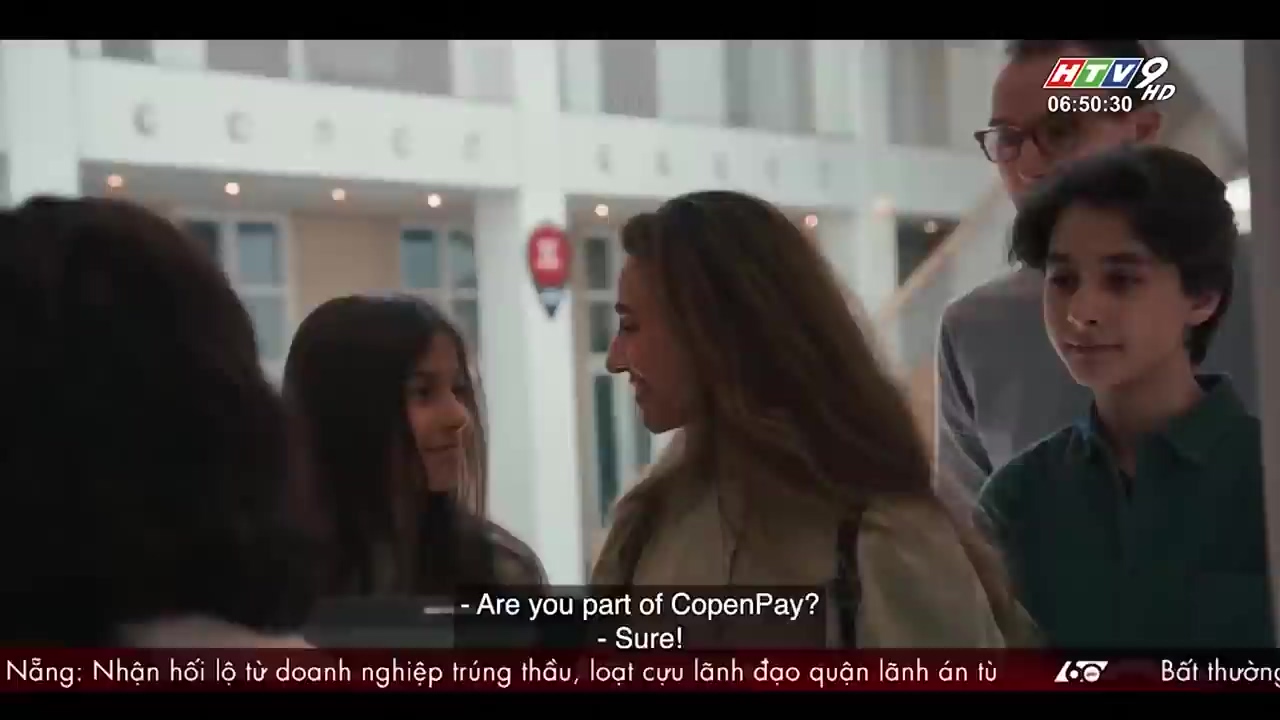 HTV9
HD
06:50:30
- Are you part of CopenPay?
- Sure!
Nẵng: Nhận hối lộ từ doanh nghiệp trúng thầu, loạt cựu lãnh đạo quận lãnh án tù
60
Bất thường